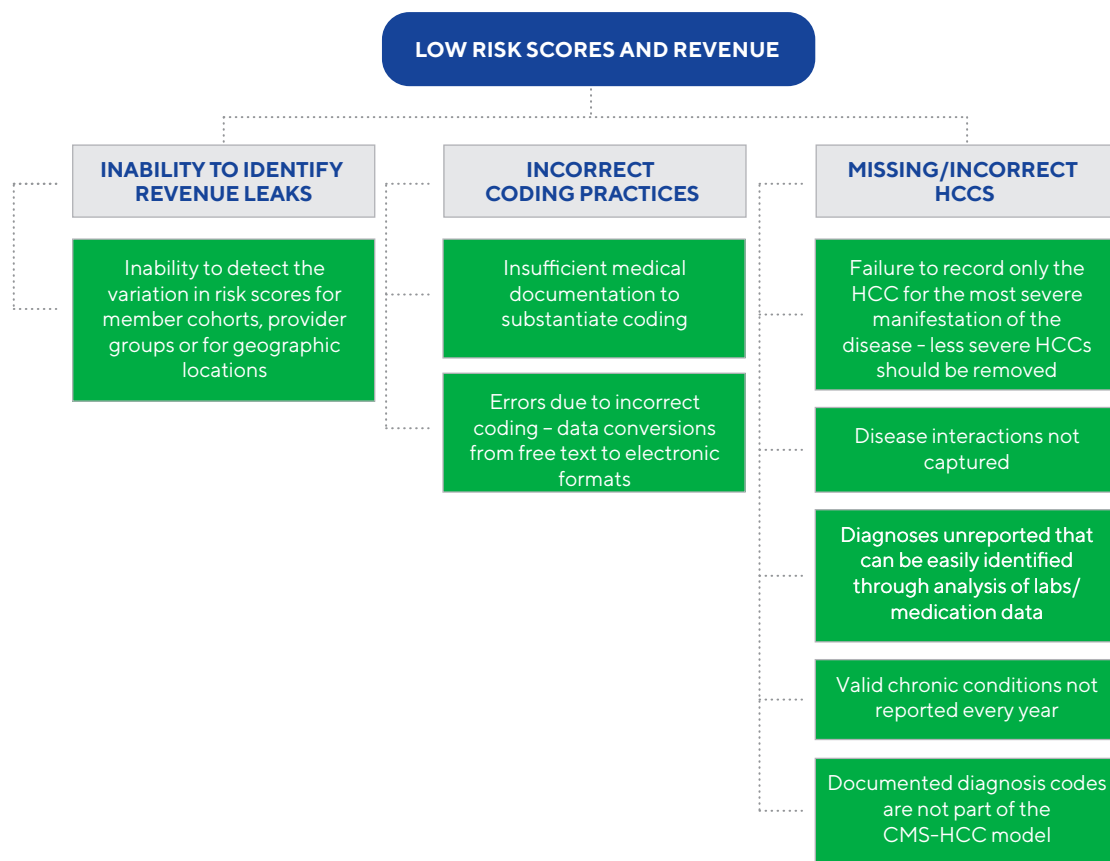 LOW RISK SCORES AND REVENUE
INABILITY TO IDENTIFY
REVENUE LEAKS
Inability to detect the
variation in risk scores for
member cohorts, provider
groups or for geographic
locations
INCORRECT
CODING PRACTICES
Insufficient medical
documentation to
substantiate coding
Errors due to incorrect
coding – data conversions
from free text to electronic
formats
MISSING/INCORRECT
HCCS
Failure to record only the
HCC for the most severe
manifestation of the
disease – less severe HCCs
should be removed
Disease interactions not
captured
Diagnoses unreported that
can be easily identified
through analysis of labs/
medication data
Valid chronic conditions not
reported every year
Documented diagnosis codes
are not part of the
CMS-HCC model